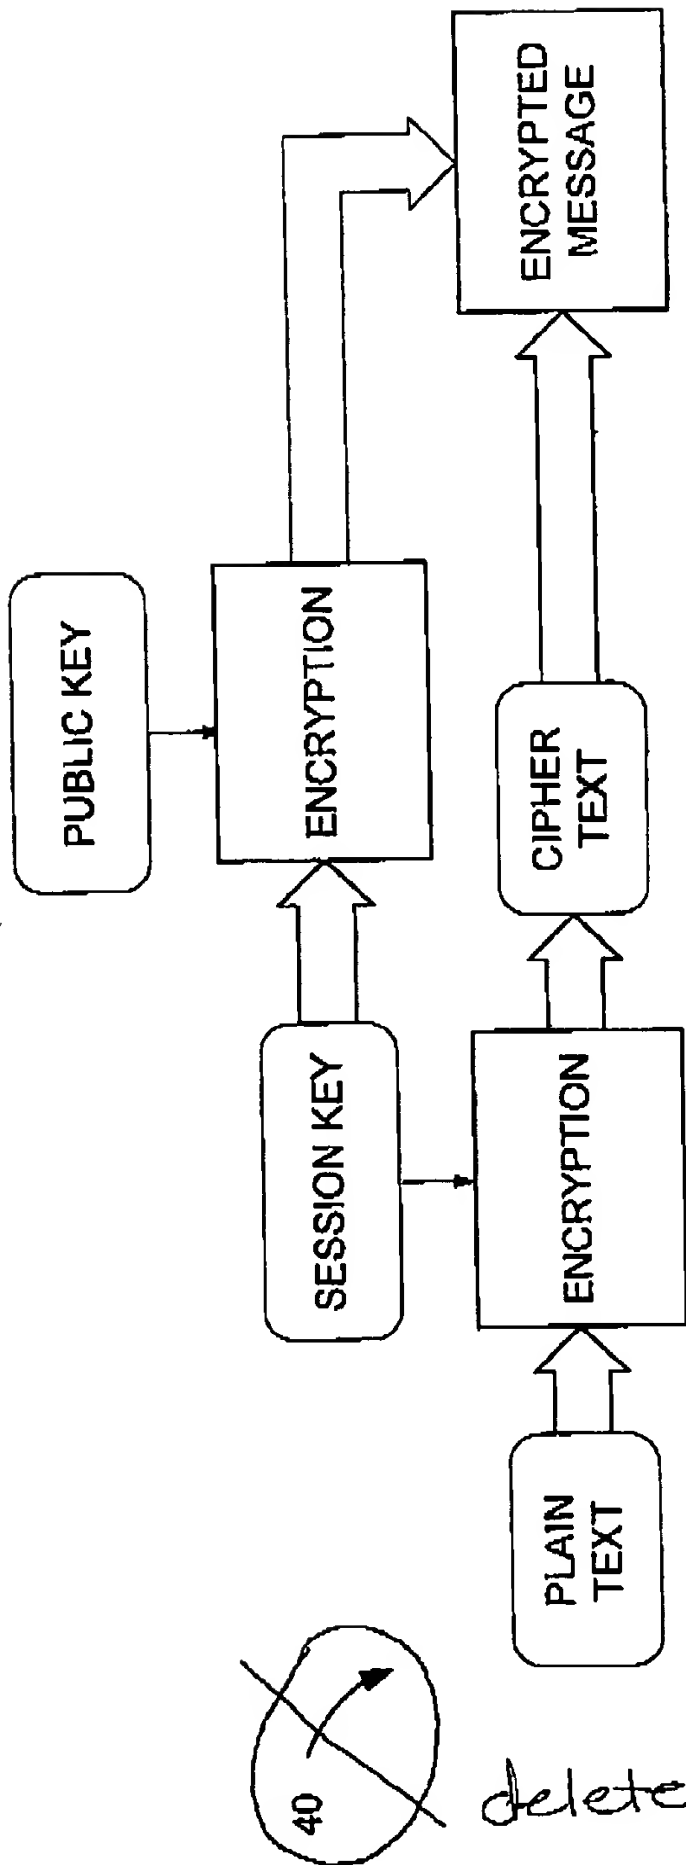 PUBLIC KEY
SESSION KEY
ENCRYPTION
ENCRYPTED
MESSAGE
PLAIN
TEXT
ENCRYPTION
CIPHER
TEXT
40
delete